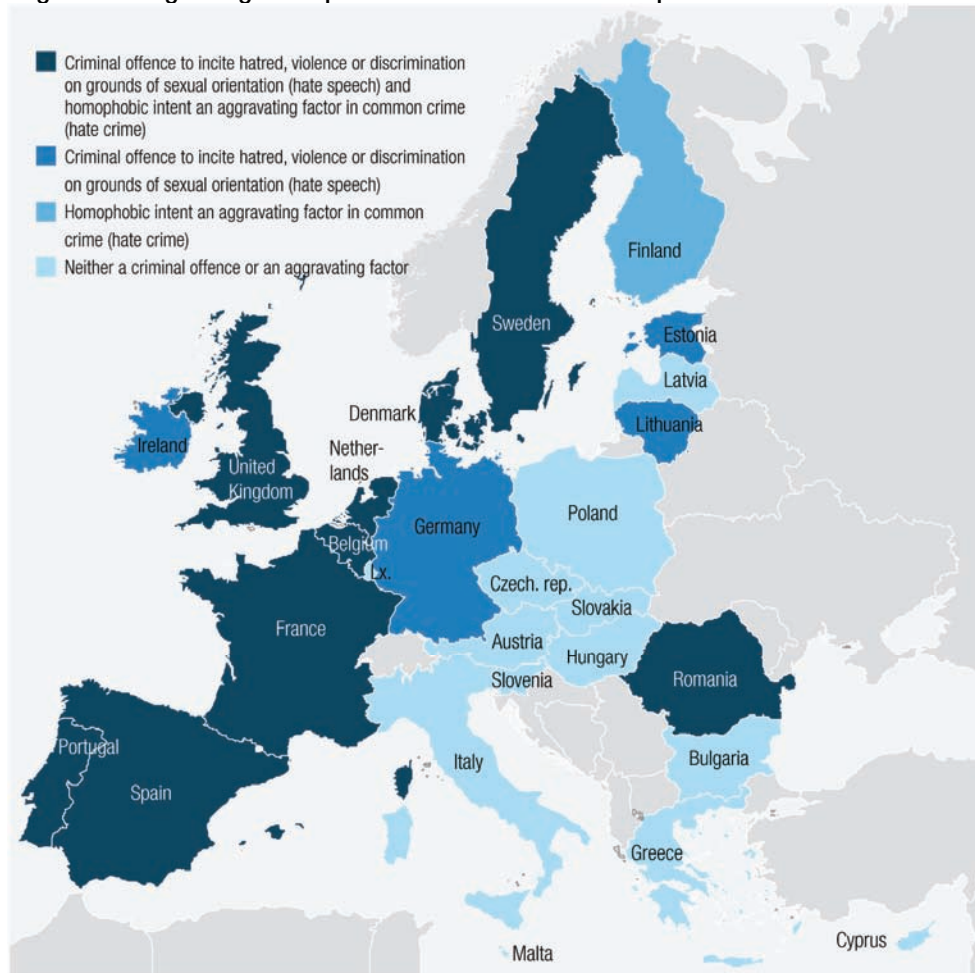 Criminal offence to incite hatred, violence or discrimination
on grounds of sexual orientation (hate speech) and
homophobic intent an aggravating factor in common crime
(hate crime)
Criminal offence to incite hatred, violence or discrimination
on grounds of sexual orientation (hate speech)
Homophobic intent an aggravating factor in common
crime (hate crime)
Neither a criminal offence or an aggravating factor
Finland
Sweden
Estonia
Latvia
Lithuania
Denmark
Nether-
lands
Ireland
United
Kingdom
Belgium
Lx.
Germany
Poland
Czech. rep.
Slovakia
Austria
Hungary
Slovenia
France
Romania
Bulgaria
Italy
Portugal
Spain
Greece
Malta
Cyprus